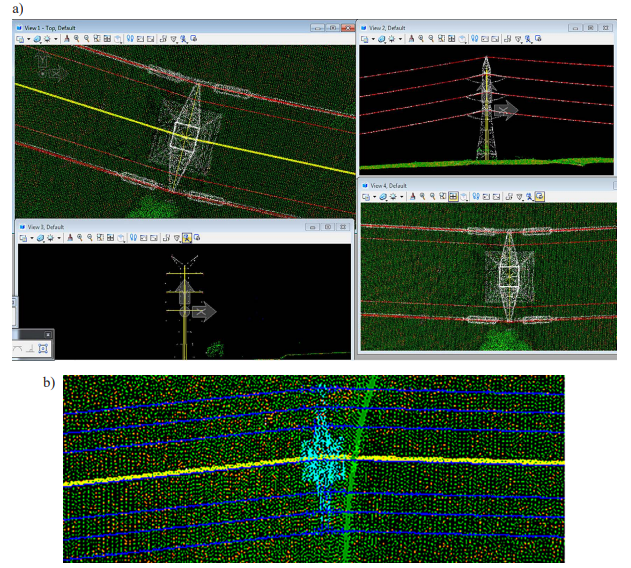 a)
View 1 - Top, Default
View 2, Default
View 3, Default
View 4, Default
b)